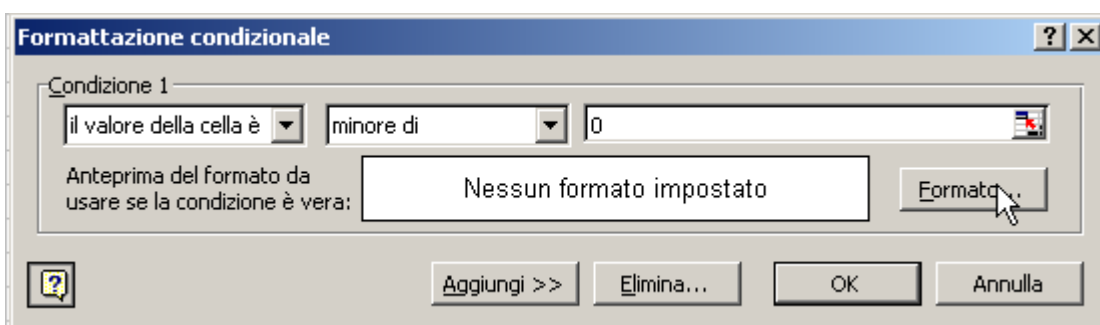 Formattazione condizionale
Condizione 1
il valore della cella è minore di 0
Anteprima del formato da
usare se la condizione è vera:
Nessun formato impostato
Formato...
Aggiungi >> Elimina... OK Annulla